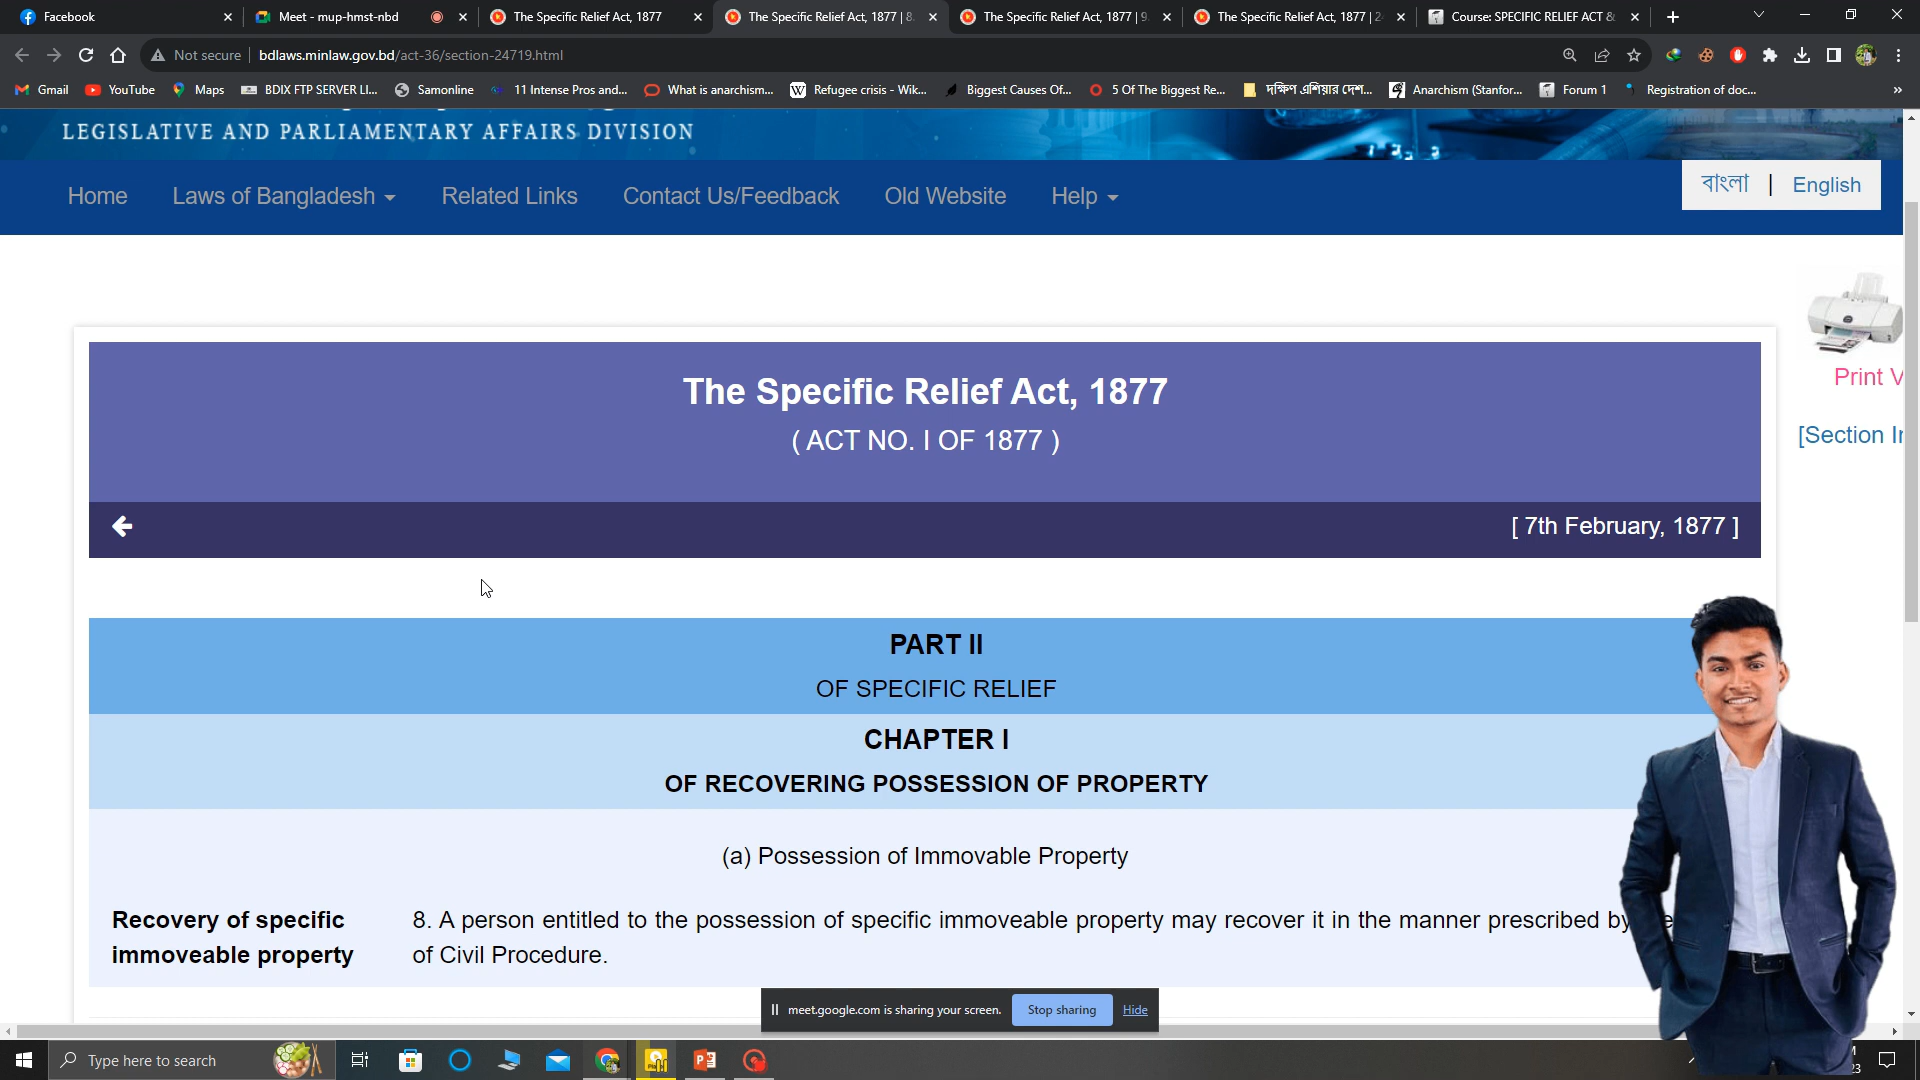 Facebook
Meet - mup-hmst-nbd
The Specific Relief Act, 1877
The Specific Relief Act, 1877 | 8.
The Specific Relief Act, 1877 | 9.
The Specific Relief Act, 1877 | 2
Course: SPECIFIC RELIEF ACT &
Not secure
bdlaws.minlaw.gov.bd/act-36/section-24719.html
Gmail
YouTube
Maps
BDIX FTP SERVER LI...
Samonline
11 Intense Pros and...
What is anarchism...
Refugee crisis - Wik...
Biggest Causes Of...
5 Of The Biggest Re...
দক্ষিণ এশিয়ার দেশ...
Anarchism (Stanfor...
Forum 1
Registration of doc...
LEGISLATIVE AND PARLIAMENTARY AFFAIRS DIVISION
Home
Laws of Bangladesh
Related Links
Contact Us/Feedback
Old Website
Help
বাংলা | English
Print V
[Section In
The Specific Relief Act, 1877
( ACT NO. I OF 1877 )
[ 7th February, 1877 ]
PART II
OF SPECIFIC RELIEF
CHAPTER I
OF RECOVERING POSSESSION OF PROPERTY
(a) Possession of Immovable Property
Recovery of specific
immoveable property
8. A person entitled to the possession of specific immoveable property may recover it in the manner prescribed by
of Civil Procedure.
meet.google.com is sharing your screen.
Stop sharing
Hide
Type here to search